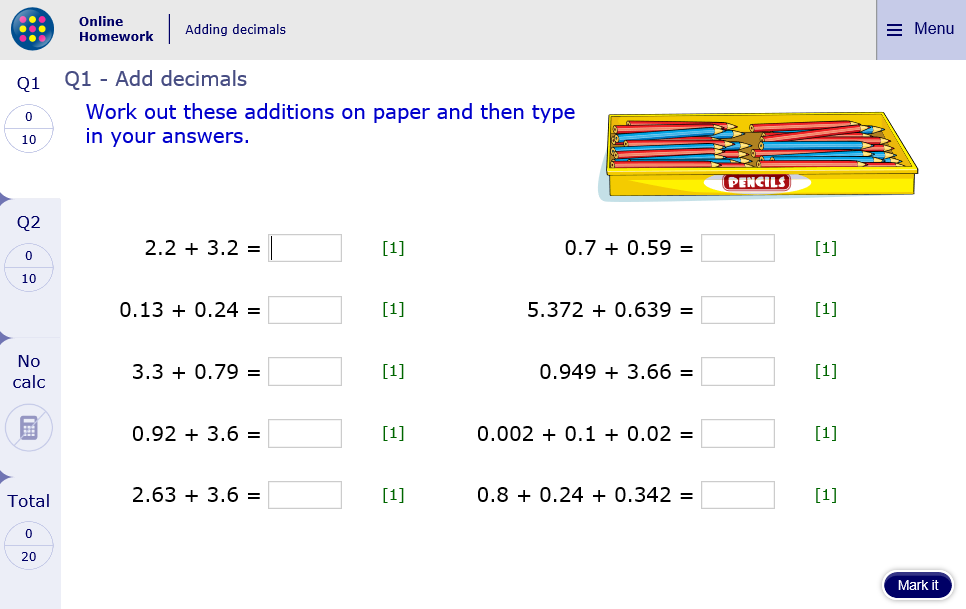 Online
Homework
Adding decimals
Menu
Q1
0
10
Q2
0
10
No
calc
Total
0
20
Q1 - Add decimals
Work out these additions on paper and then type
in your answers.
PENCILS
2.2 + 3.2 = [1]
0.7 + 0.59 = [1]
0.13 + 0.24 = [1]
5.372 + 0.639 = [1]
3.3 + 0.79 = [1]
0.949 + 3.66 = [1]
0.92 + 3.6 = [1]
0.002 + 0.1 + 0.02 = [1]
2.63 + 3.6 = [1]
0.8 + 0.24 + 0.342 = [1]
Mark it